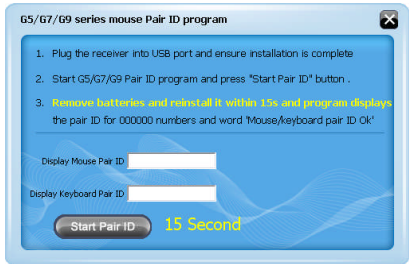 G5/G7/G9 series mouse Pair ID program
1. Plug the receiver into USB port and ensure installation is complete
2. Start G5/G7/G9 Pair ID program and press "Start Pair ID" button .
3. Remove batteries and reinstall it within 15s and program displays
the pair ID for 000000 numbers and word 'Mouse/keyboard pair ID Ok'
Display Mouse Pair ID
Display Keyboard Pair ID
Start Pair ID 15 Second